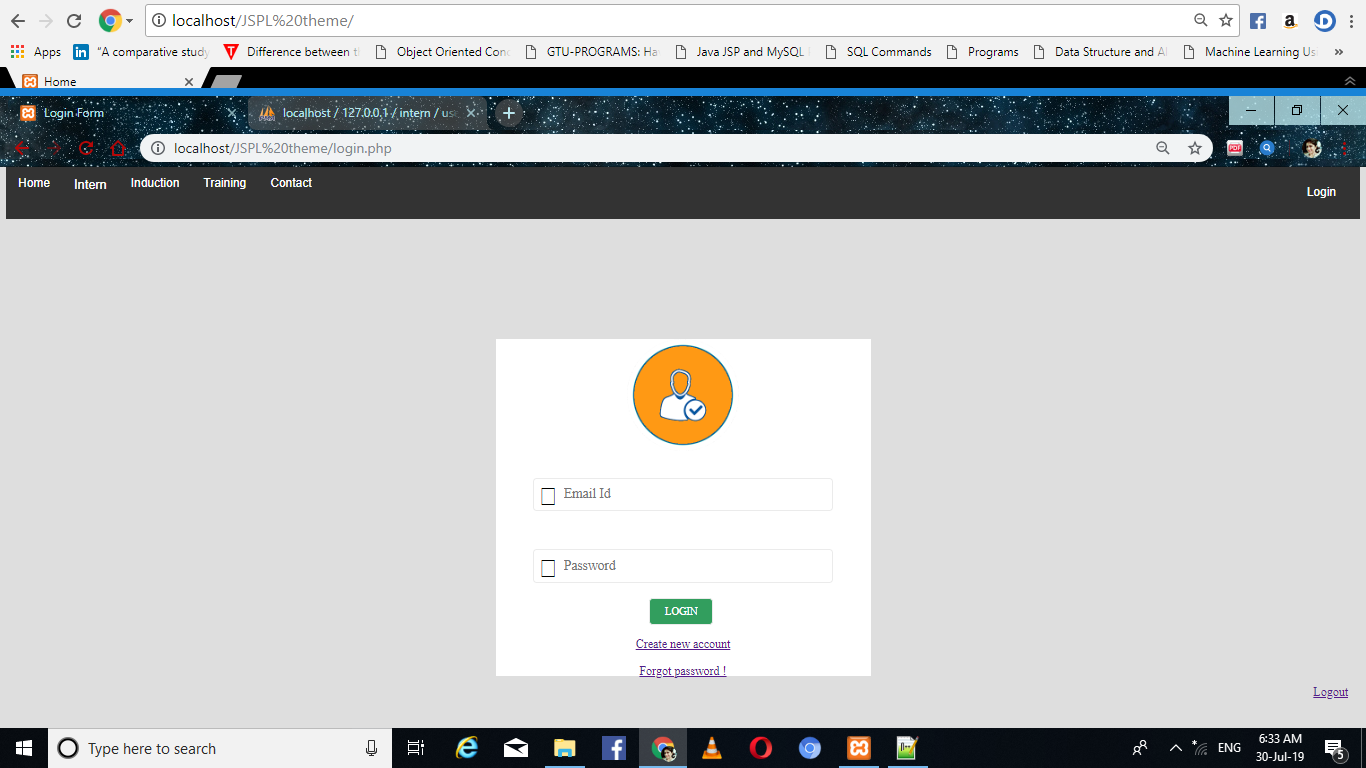 localhost/JSPL%20theme/
Apps "A comparative study Difference between t Object Oriented Con GTU-PROGRAMS: Ha Java JSP and MySQL SQL Commands Programs Data Structure and Al Machine Learning Us »
Home
Login Form localhost / 127.0.0.1 / intern / use
localhost/JSPL%20theme/login.php
Home Intern Induction Training Contact Login
Email Id
Password
LOGIN
Create new account
Forgot password !
Logout
Type here to search ENG 6:33 AM
30-Jul-19 5